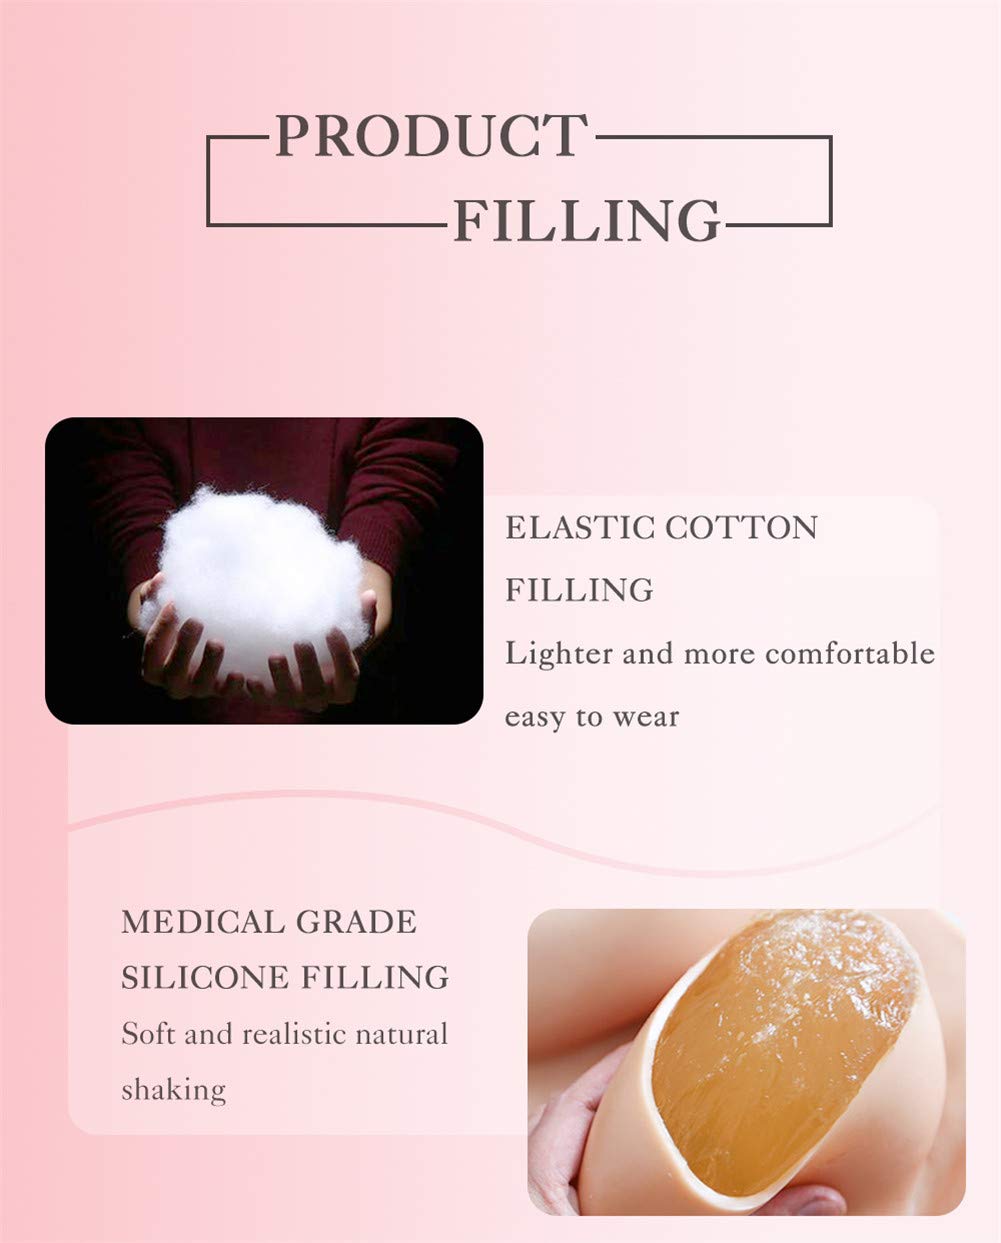 PRODUCT
FILLING
ELASTIC COTTON
FILLING
Lighter and more comfortable
easy to wear
MEDICAL GRADE
SILICONE FILLING
Soft and realistic natural
shaking